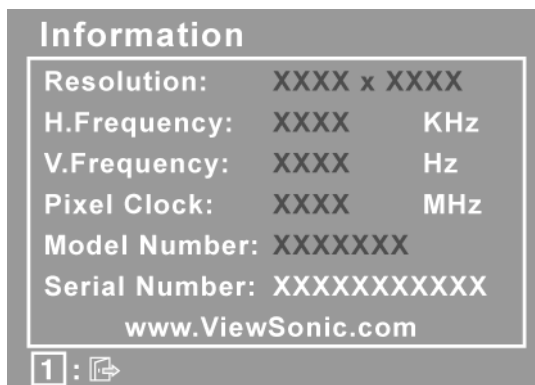 Information
Resolution: XXXX x XXXX
H.Frequency: XXXX KHz
V.Frequency: XXXX Hz
Pixel Clock: XXXX MHz
Model Number: XXXXXXX
Serial Number: XXXXXXXXXXX
www.ViewSonic.com
1 :